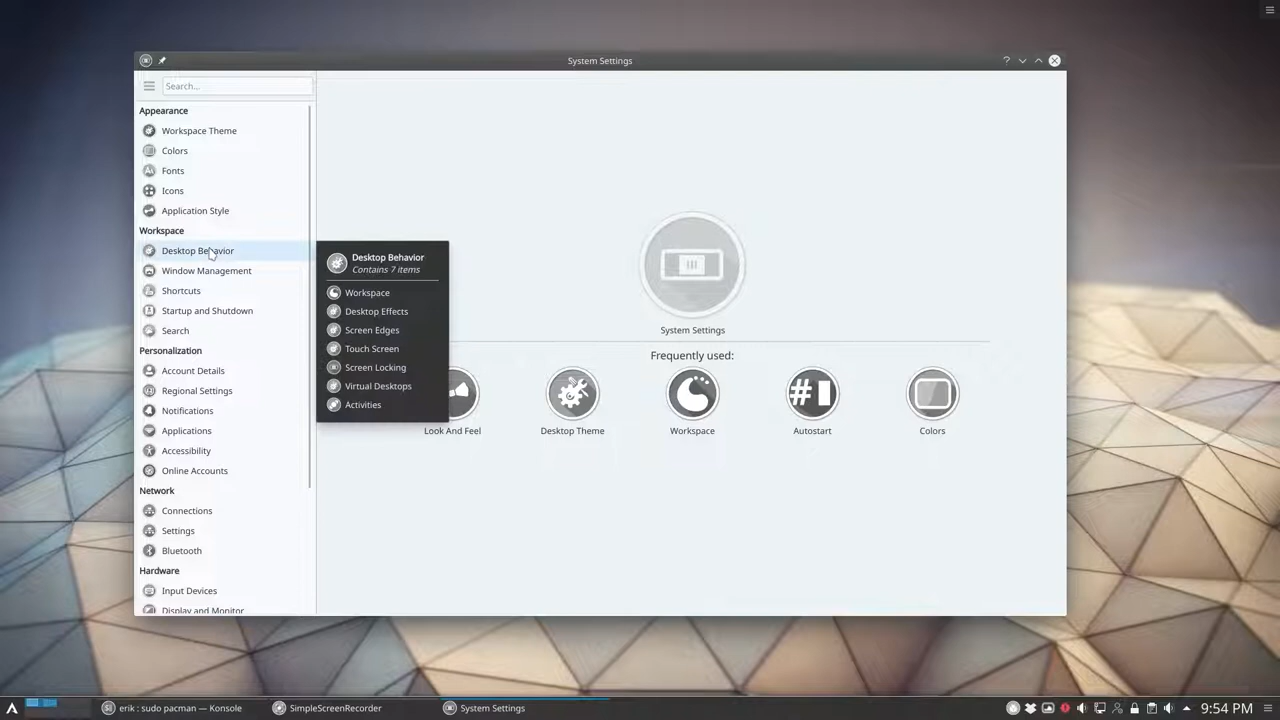 System Settings
?
Search...
Appearance
Workspace Theme
Colors
Fonts
Icons
Application Style
Workspace
Desktop Behavior
Window Management
Shortcuts
Startup and Shutdown
Search
Personalization
Account Details
Regional Settings
Notifications
Applications
Accessibility
Online Accounts
Network
Connections
Settings
Bluetooth
Hardware
Input Devices
Display and Monitor
Desktop Behavior
Contains 7 items
Workspace
Desktop Effects
Screen Edges
Touch Screen
Screen Locking
Virtual Desktops
Activities
System Settings
Frequently used:
Look And Feel
Desktop Theme
Workspace
Autostart
Colors
erik : sudo pacman — Konsole
SimpleScreenRecorder
System Settings
9:54 PM